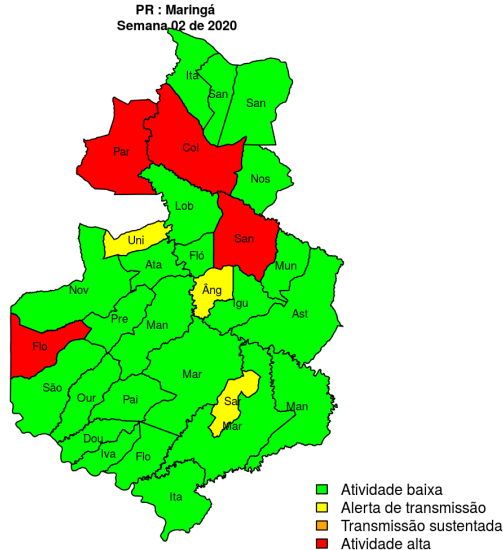 PR : Maringá
Semana 02 de 2020
Ita
San
San
Par
Col
Nos
Lob
Uni
San
Fló
Ata
Mun
Nov
Âng
Igu
Ast
Pre
Man
Flo
Mar
São
Our
Pai
Sar
Man
Mar
Dou
Iva
Flo
Ita
Atividade baixa
Alerta de transmissão
Transmissão sustentada
Atividade alta